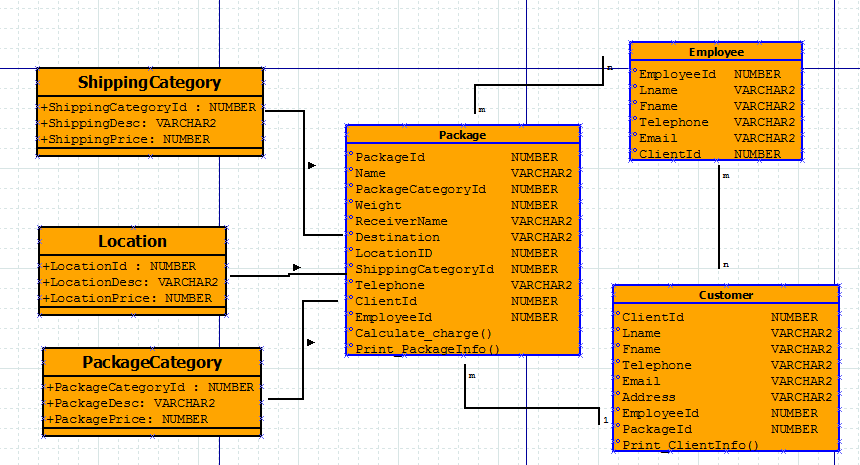 ShippingCategory
+ShippingCategoryId : NUMBER
+ShippingDesc: VARCHAR2
+ShippingPrice: NUMBER
Location
+LocationId : NUMBER
+LocationDesc: VARCHAR2
+LocationPrice: NUMBER
PackageCategory
+PackageCategoryId : NUMBER
+PackageDesc: VARCHAR2
+PackagePrice: NUMBER
Package
PackageId NUMBER
Name VARCHAR2
PackageCategoryId NUMBER
Weight NUMBER
ReceiverName VARCHAR2
Destination VARCHAR2
LocationID NUMBER
ShippingCategoryId NUMBER
Telephone VARCHAR2
ClientId NUMBER
EmployeeId NUMBER
Calculate_charge()
Print_PackageInfo()
n
m
Employee
EmployeeId NUMBER
Lname VARCHAR2
Fname VARCHAR2
Telephone VARCHAR2
Email VARCHAR2
ClientId NUMBER
m
n
Customer
ClientId NUMBER
Lname VARCHAR2
Fname VARCHAR2
Telephone VARCHAR2
Email VARCHAR2
Address VARCHAR2
EmployeeId NUMBER
PackageId NUMBER
Print_ClientInfo()
m
1